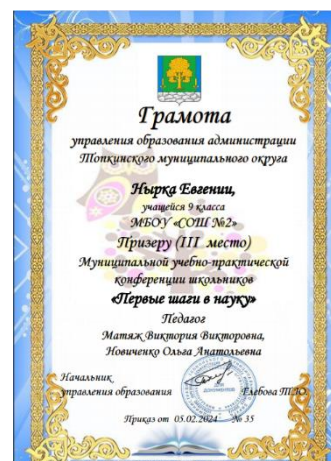 Грамота
управления образования администрации
Топкинского муниципального округа
Нырка Евгении,
учащейся 9 класса
МБОУ «СОШ №2»
Призеру (III место)
Муниципальной учебно-практической
конференции школьников
«Первые шаги в науку»
Педагог
Матяж Виктория Викторовна,
Новиченко Ольга Анатольевна
Начальник
управления образования
Приказ от 05.02.2024 № 35